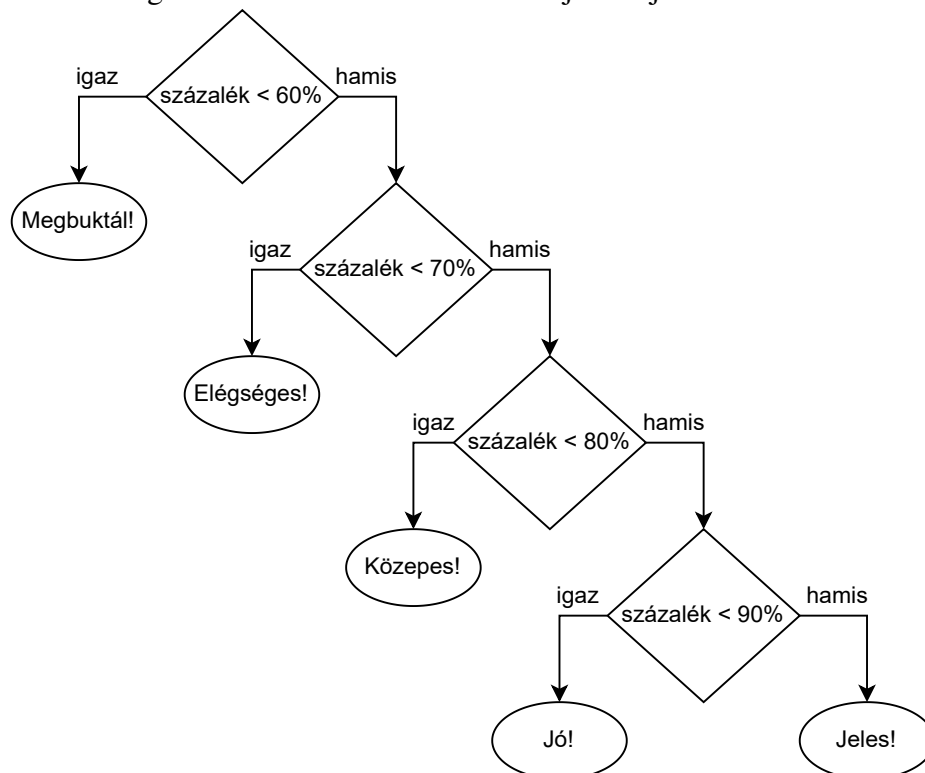 igaz
hamis
százalék < 60%
Megbuktál!
igaz
hamis
százalék < 70%
Elégséges!
igaz
hamis
százalék < 80%
Közepes!
igaz
hamis
százalék < 90%
Jó!
Jeles!